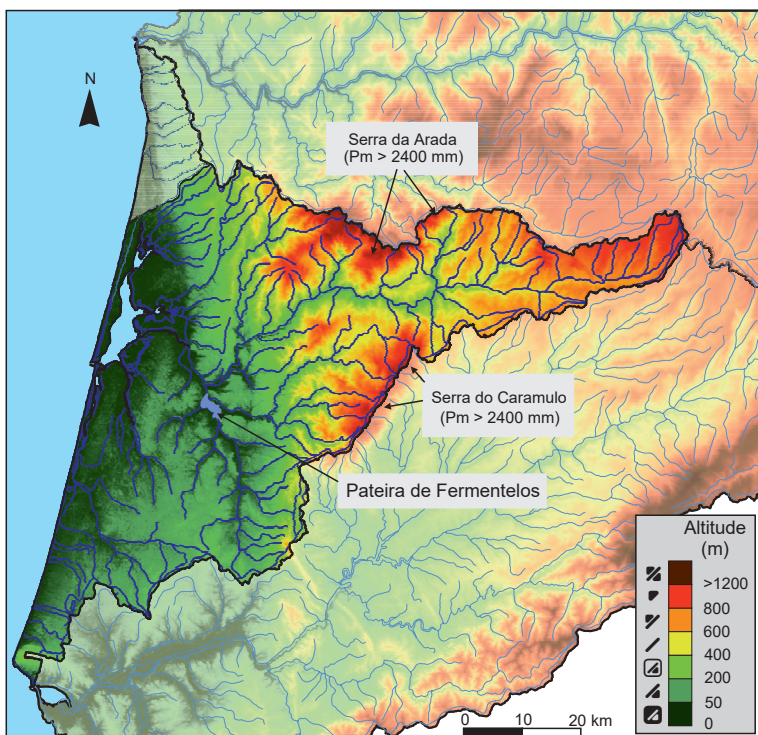 N
Serra da Arada
(Pm > 2400 mm)
Serra do Caramulo
(Pm > 2400 mm)
Pateira de Fermentelos
Altitude
(m)
>1200
800
600
400
200
50
0
0 10 20 km